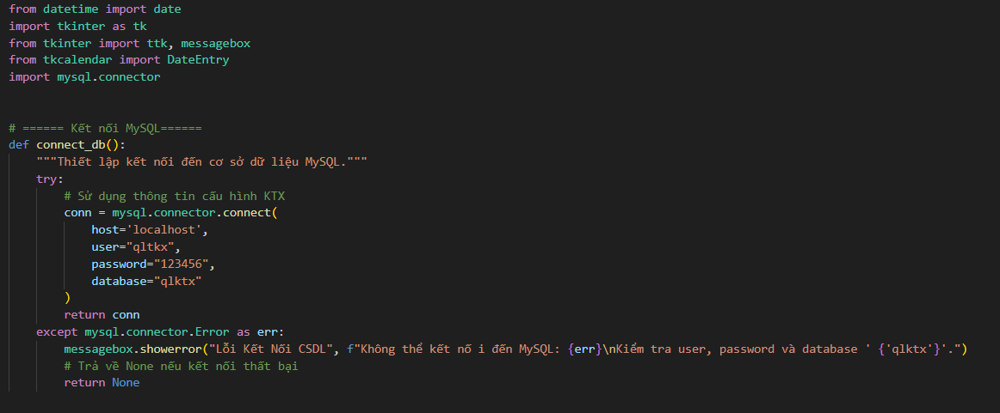 from datetime import date
import tkinter as tk
from tkinter import ttk, messagebox
from tkcalendar import DateEntry
import mysql.connector
# ====== Kết nối MySQL======
def connect_db():
"""Thiết lập kết nối đến cơ sở dữ liệu MySQL."""
try:
# Sử dụng thông tin cấu hình KTX
conn = mysql.connector.connect(
host='localhost',
user="qltkx",
password="123456",
database="qlktx"
)
return conn
except mysql.connector.Error as err:
messagebox.showerror("Lỗi Kết Nối CSDL", f"Không thể kết nố i đến MySQL: {err}\nKiểm tra user, password và database ' {'qlktx'}'.")
# Trả về None nếu kết nối thất bại
return None